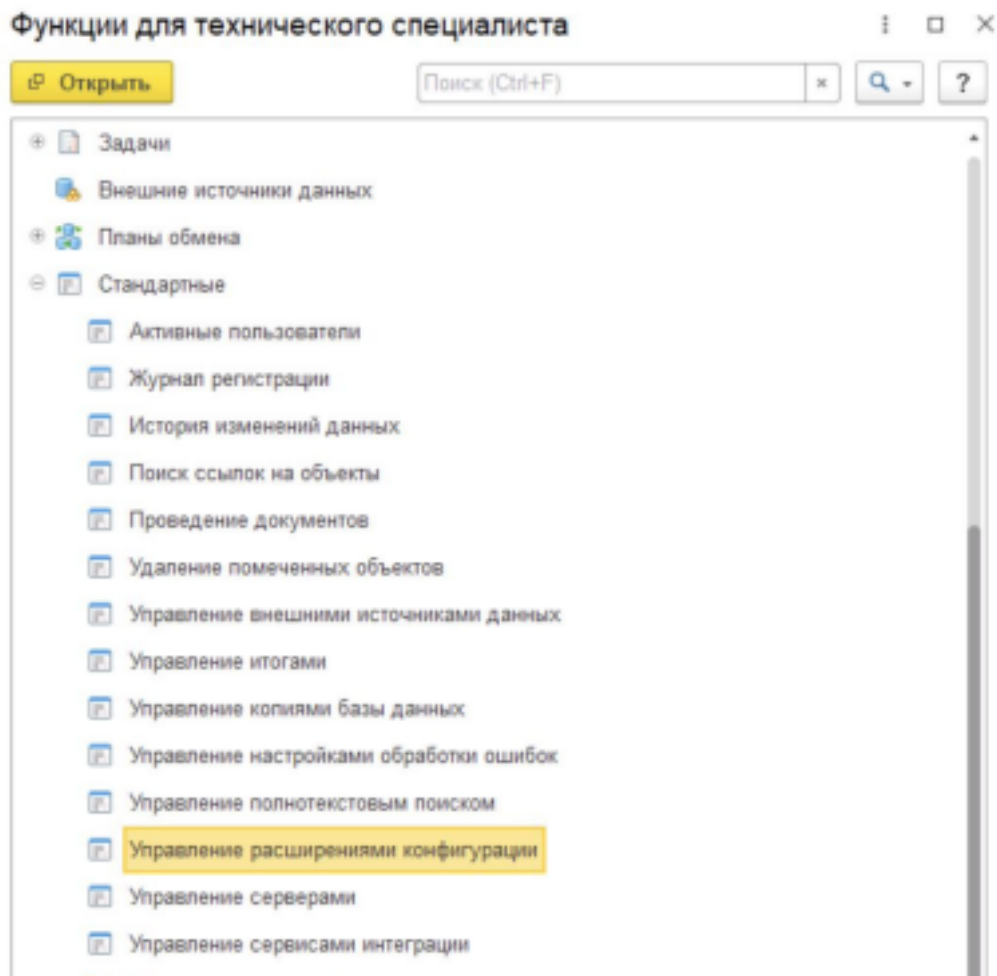 Функции для технического специалиста
Открыть
Поиск (Ctrl+F)
×
?
Задачи
Внешние источники данных
Планы обмена
Стандартные
Активные пользователи
Журнал регистрации
История изменений данных
Поиск ссылок на объекты
Проведение документов
Удаление помеченных объектов
Управление внешними источниками данных
Управление итогами
Управление копиями базы данных
Управление настройками обработки ошибок
Управление полнотекстовым поиском
Управление расширениями конфигурации
Управление серверами
Управление сервисами интеграции